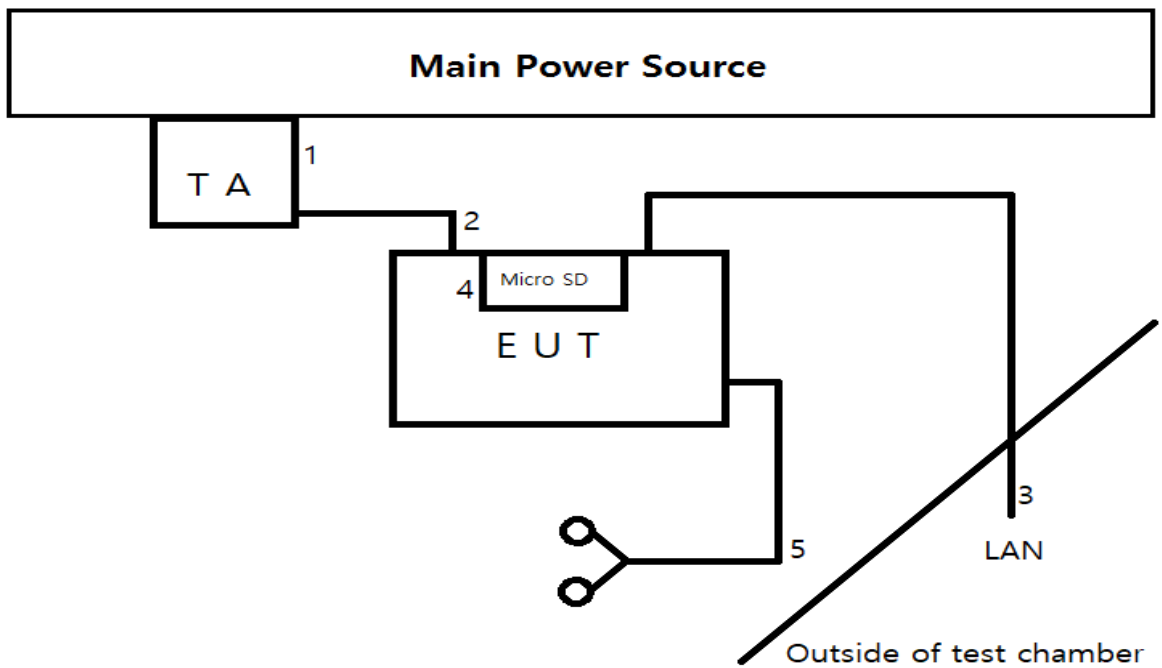 Main Power Source
1
T A
2
Micro SD
4
E U T
3
5
LAN
Outside of test chamber